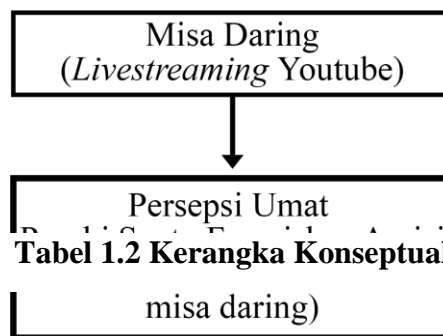 Misa Daring
(Livestreaming Youtube)
Persepsi Umat
Tabel 1.2 Kerangka Konseptual
misa daring)